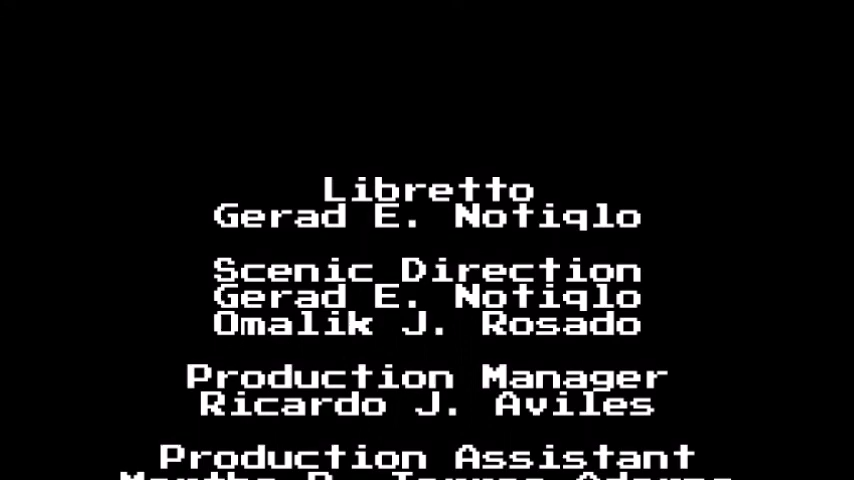 Libretto
Gerad E. Notiqlo
Scenic Direction
Gerad E. Notiqlo
Omalik J. Rosado
Production Manager
Ricardo J. Aviles
Production Assistant